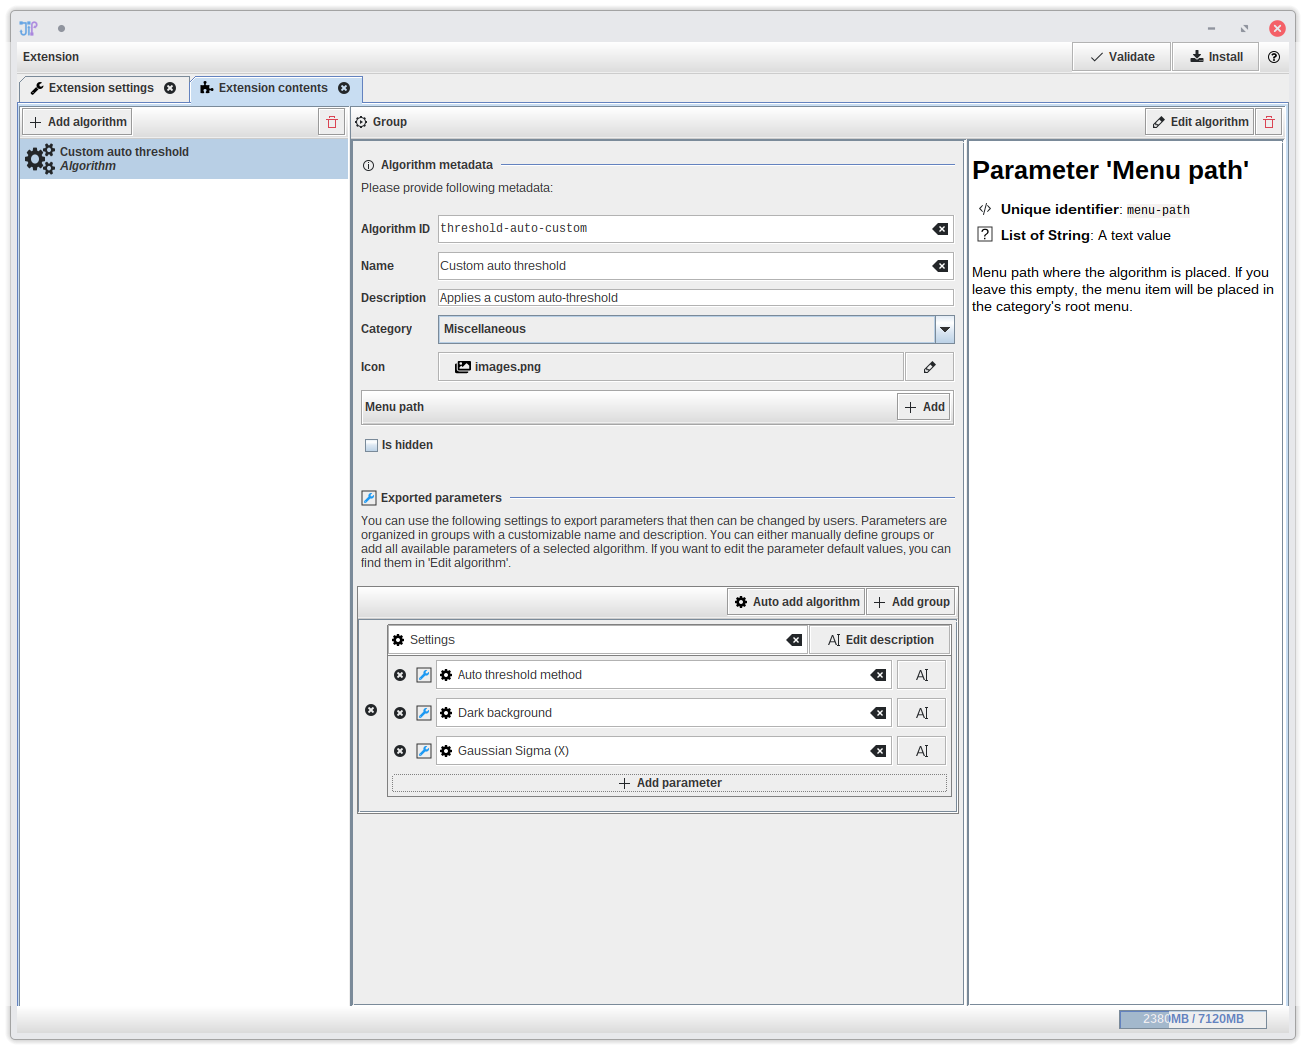 JIP
Extension
Validate
Install
Extension settings
Extension contents
Add algorithm
Group
Edit algorithm
Custom auto threshold
Algorithm
Algorithm metadata
Please provide following metadata:
Algorithm ID
threshold-auto-custom
Name
Custom auto threshold
Description
Applies a custom auto-threshold
Category
Miscellaneous
Icon
images.png
Menu path
Add
Is hidden
Exported parameters
You can use the following settings to export parameters that then can be changed by users. Parameters are
organized in groups with a customizable name and description. You can either manually define groups or
add all available parameters of a selected algorithm. If you want to edit the parameter default values, you can
find them in 'Edit algorithm'.
Auto add algorithm
Add group
Settings
Edit description
Auto threshold method
Dark background
Gaussian Sigma (X)
Add parameter
Parameter 'Menu path'
Unique identifier: menu-path
List of String: A text value
Menu path where the algorithm is placed. If you
leave this empty, the menu item will be placed in
the category's root menu.
2380MB / 7120MB